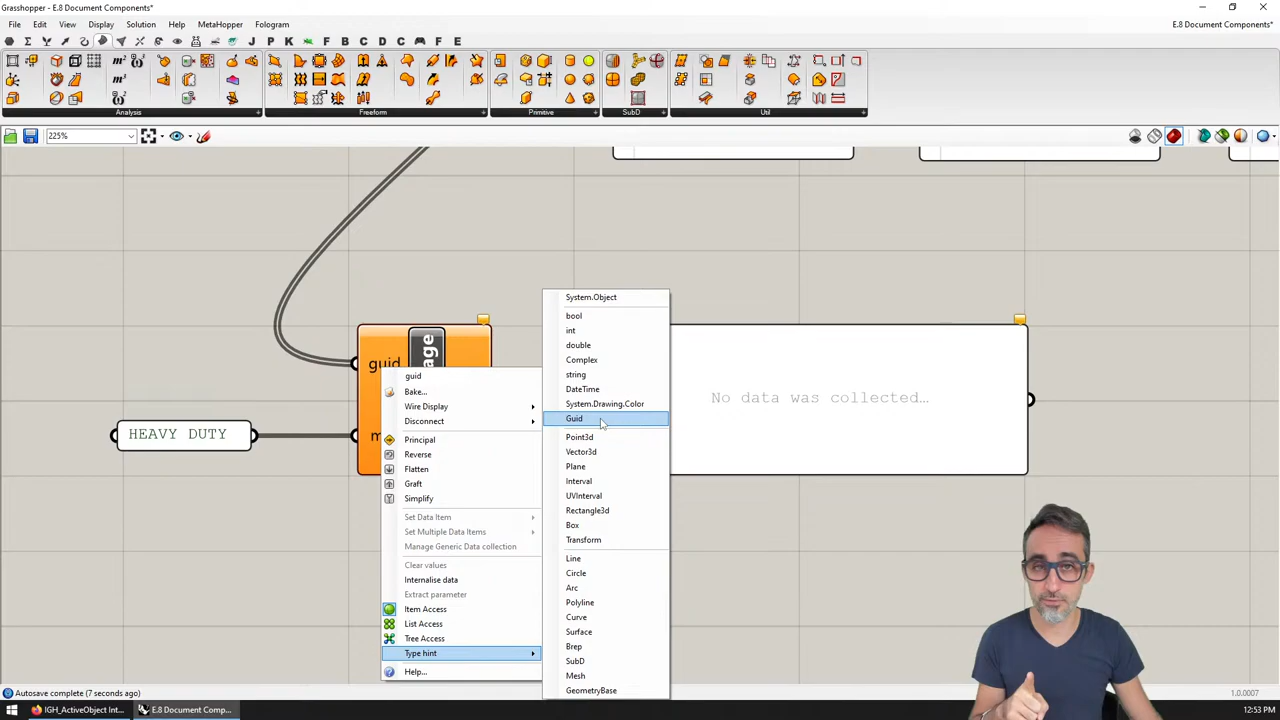 Grasshopper - E.8 Document Components*
File Edit View Display Solution Help MetaHopper Fologram
E.8 Document Components*
J P K F B C D C F E
Analysis
Freeform
Primitive
SubD
Util
225%
guid
HEAVY DUTY
No data was collected…
guid
Bake...
Wire Display
Disconnect
Principal
Reverse
Flatten
Graft
Simplify
Set Data Item
Set Multiple Data Items
Manage Generic Data collection
Clear values
Internalise data
Extract parameter
Item Access
List Access
Tree Access
Type hint
Help...
System.Object
bool
int
double
Complex
string
DateTime
System.Drawing.Color
Guid
Point3d
Vector3d
Plane
Interval
UVInterval
Rectangle3d
Box
Transform
Line
Circle
Arc
Polyline
Curve
Surface
Brep
SubD
Mesh
GeometryBase
Autosave complete (7 seconds ago)
1.0.0007
IGH_ActiveObject Int...
E.8 Document Comp...
12:53 PM